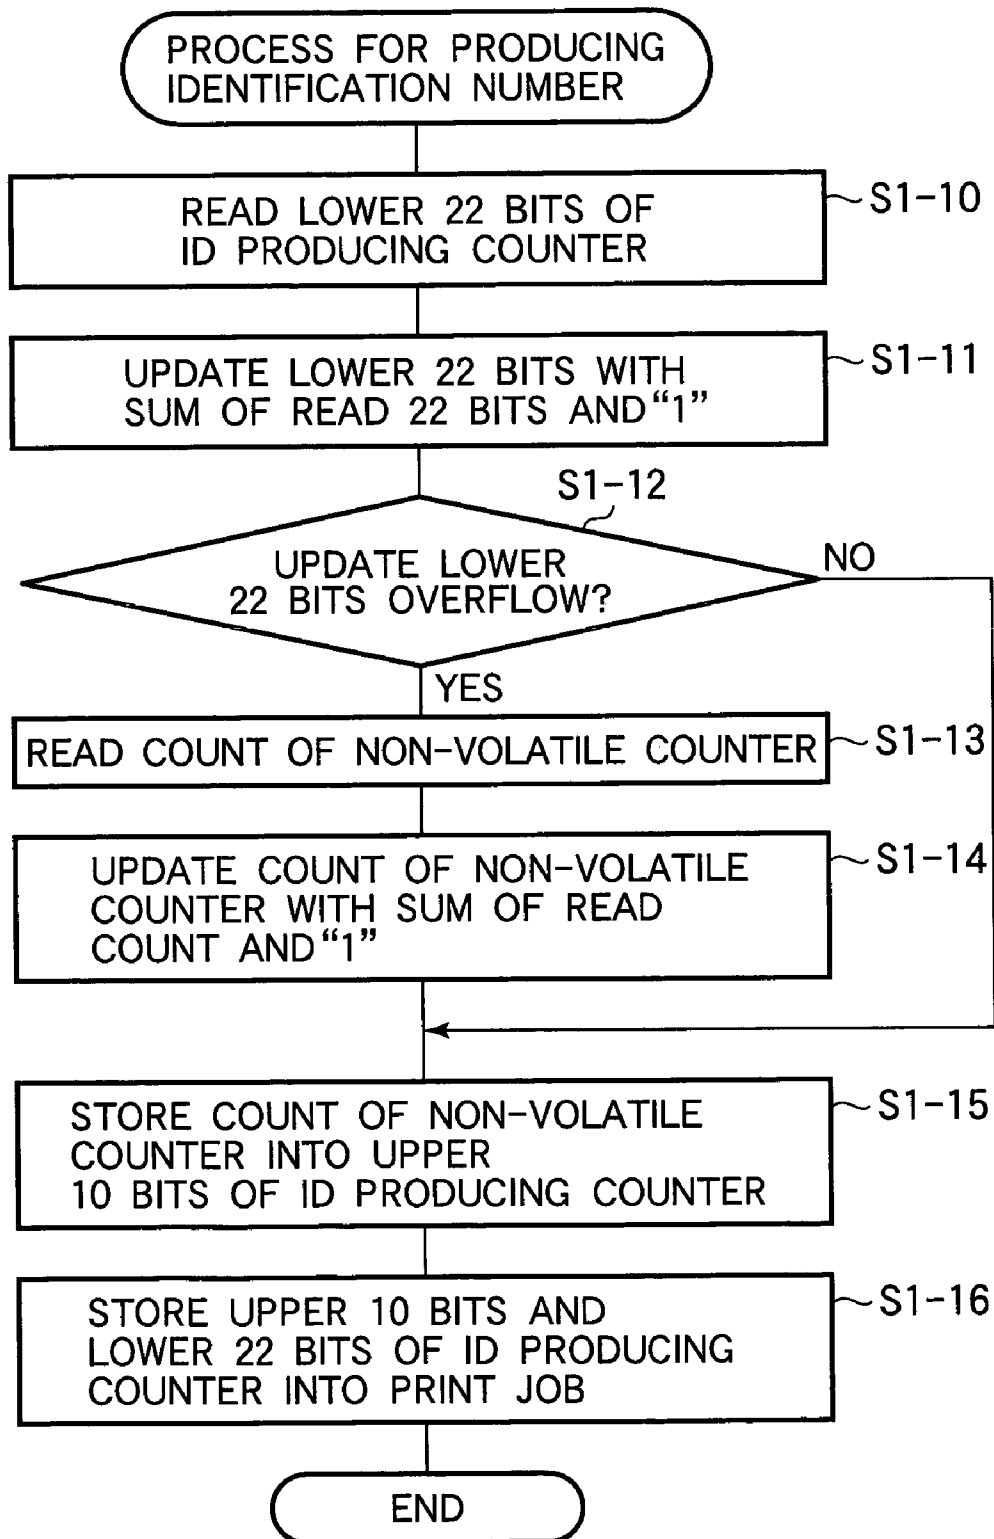 PROCESS FOR PRODUCING
IDENTIFICATION NUMBER
READ LOWER 22 BITS OF
ID PRODUCING COUNTER
S1-10
UPDATE LOWER 22 BITS WITH
SUM OF READ 22 BITS AND "1"
S1-11
S1-12
UPDATE LOWER
22 BITS OVERFLOW?
NO
YES
READ COUNT OF NON-VOLATILE COUNTER
S1-13
UPDATE COUNT OF NON-VOLATILE
COUNTER WITH SUM OF READ
COUNT AND "1"
S1-14
STORE COUNT OF NON-VOLATILE
COUNTER INTO UPPER
10 BITS OF ID PRODUCING COUNTER
S1-15
STORE UPPER 10 BITS AND
LOWER 22 BITS OF ID PRODUCING
COUNTER INTO PRINT JOB
S1-16
END